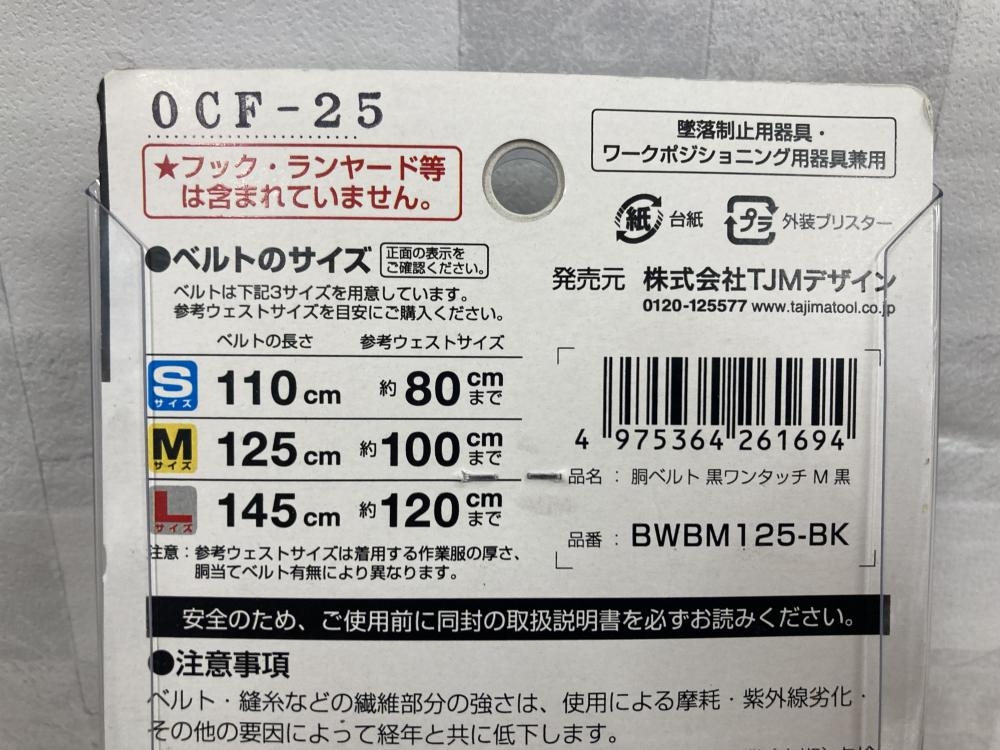 OCF-25
★フック・ランヤード等
は含まれていません。
墜落制止用器具・
ワークポジショニング用器具兼用
紙 台紙 プラ 外装ブリスター
●ベルトのサイズ 正面の表示を
ご確認ください。
ベルトは下記3サイズを用意しています。
参考ウェストサイズを目安にご購入ください。
発売元 株式会社TJMデザイン
0120-125577 www.tajimatool.co.jp
ベルトの長さ 参考ウェストサイズ
S サイズ 110cm 約80cmまで
M サイズ 125cm 約100cmまで
L サイズ 145cm 約120cmまで
注意：参考ウェストサイズは着用する作業服の厚さ、
胴当てベルト有無により異なります。
4 975364 261694
品名：胴ベルト 黒ワンタッチ M 黒
品番：BWBM125-BK
安全のため、ご使用前に同封の取扱説明書を必ずお読みください。
●注意事項
ベルト・縫糸などの繊維部分の強さは、使用による摩耗・紫外線劣化・
その他の要因によって経年と共に低下します。